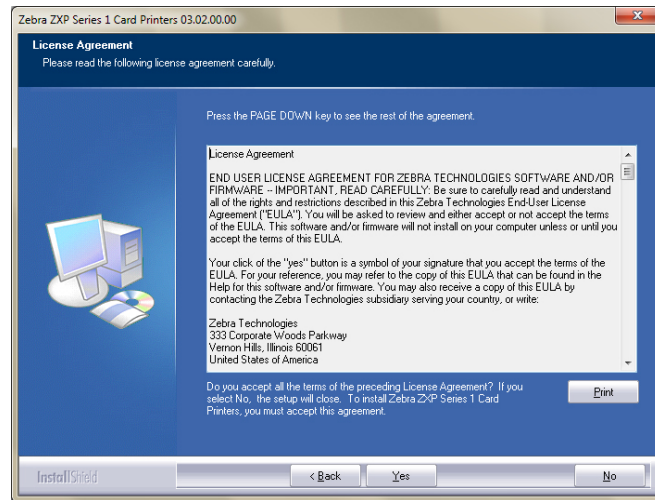 Zebra ZXP Series 1 Card Printers 03.02.00.00
License Agreement
Please read the following license agreement carefully.
Press the PAGE DOWN key to see the rest of the agreement.
License Agreement
END USER LICENSE AGREEMENT FOR ZEBRA TECHNOLOGIES SOFTWARE AND/OR
FIRMWARE -- IMPORTANT, READ CAREFULLY: Be sure to carefully read and understand
all of the rights and restrictions described in this Zebra Technologies End-User License
Agreement ("EULA"). You will be asked to review and either accept or not accept the terms
of the EULA. This software and/or firmware will not install on your computer unless or until you
accept the terms of this EULA.
Your click of the "yes" button is a symbol of your signature that you accept the terms of the
EULA. For your reference, you may refer to the copy of this EULA that can be found in the
Help for this software and/or firmware. You may also receive a copy of this EULA by
contacting the Zebra Technologies subsidiary serving your country, or write:
Zebra Technologies
333 Corporate Woods Parkway
Vernon Hills, Illinois 60061
United States of America
Do you accept all the terms of the preceding License Agreement? If you
select No, the setup will close. To install Zebra ZXP Series 1 Card
Printers, you must accept this agreement.
Print
InstallShield
< Back
Yes
No